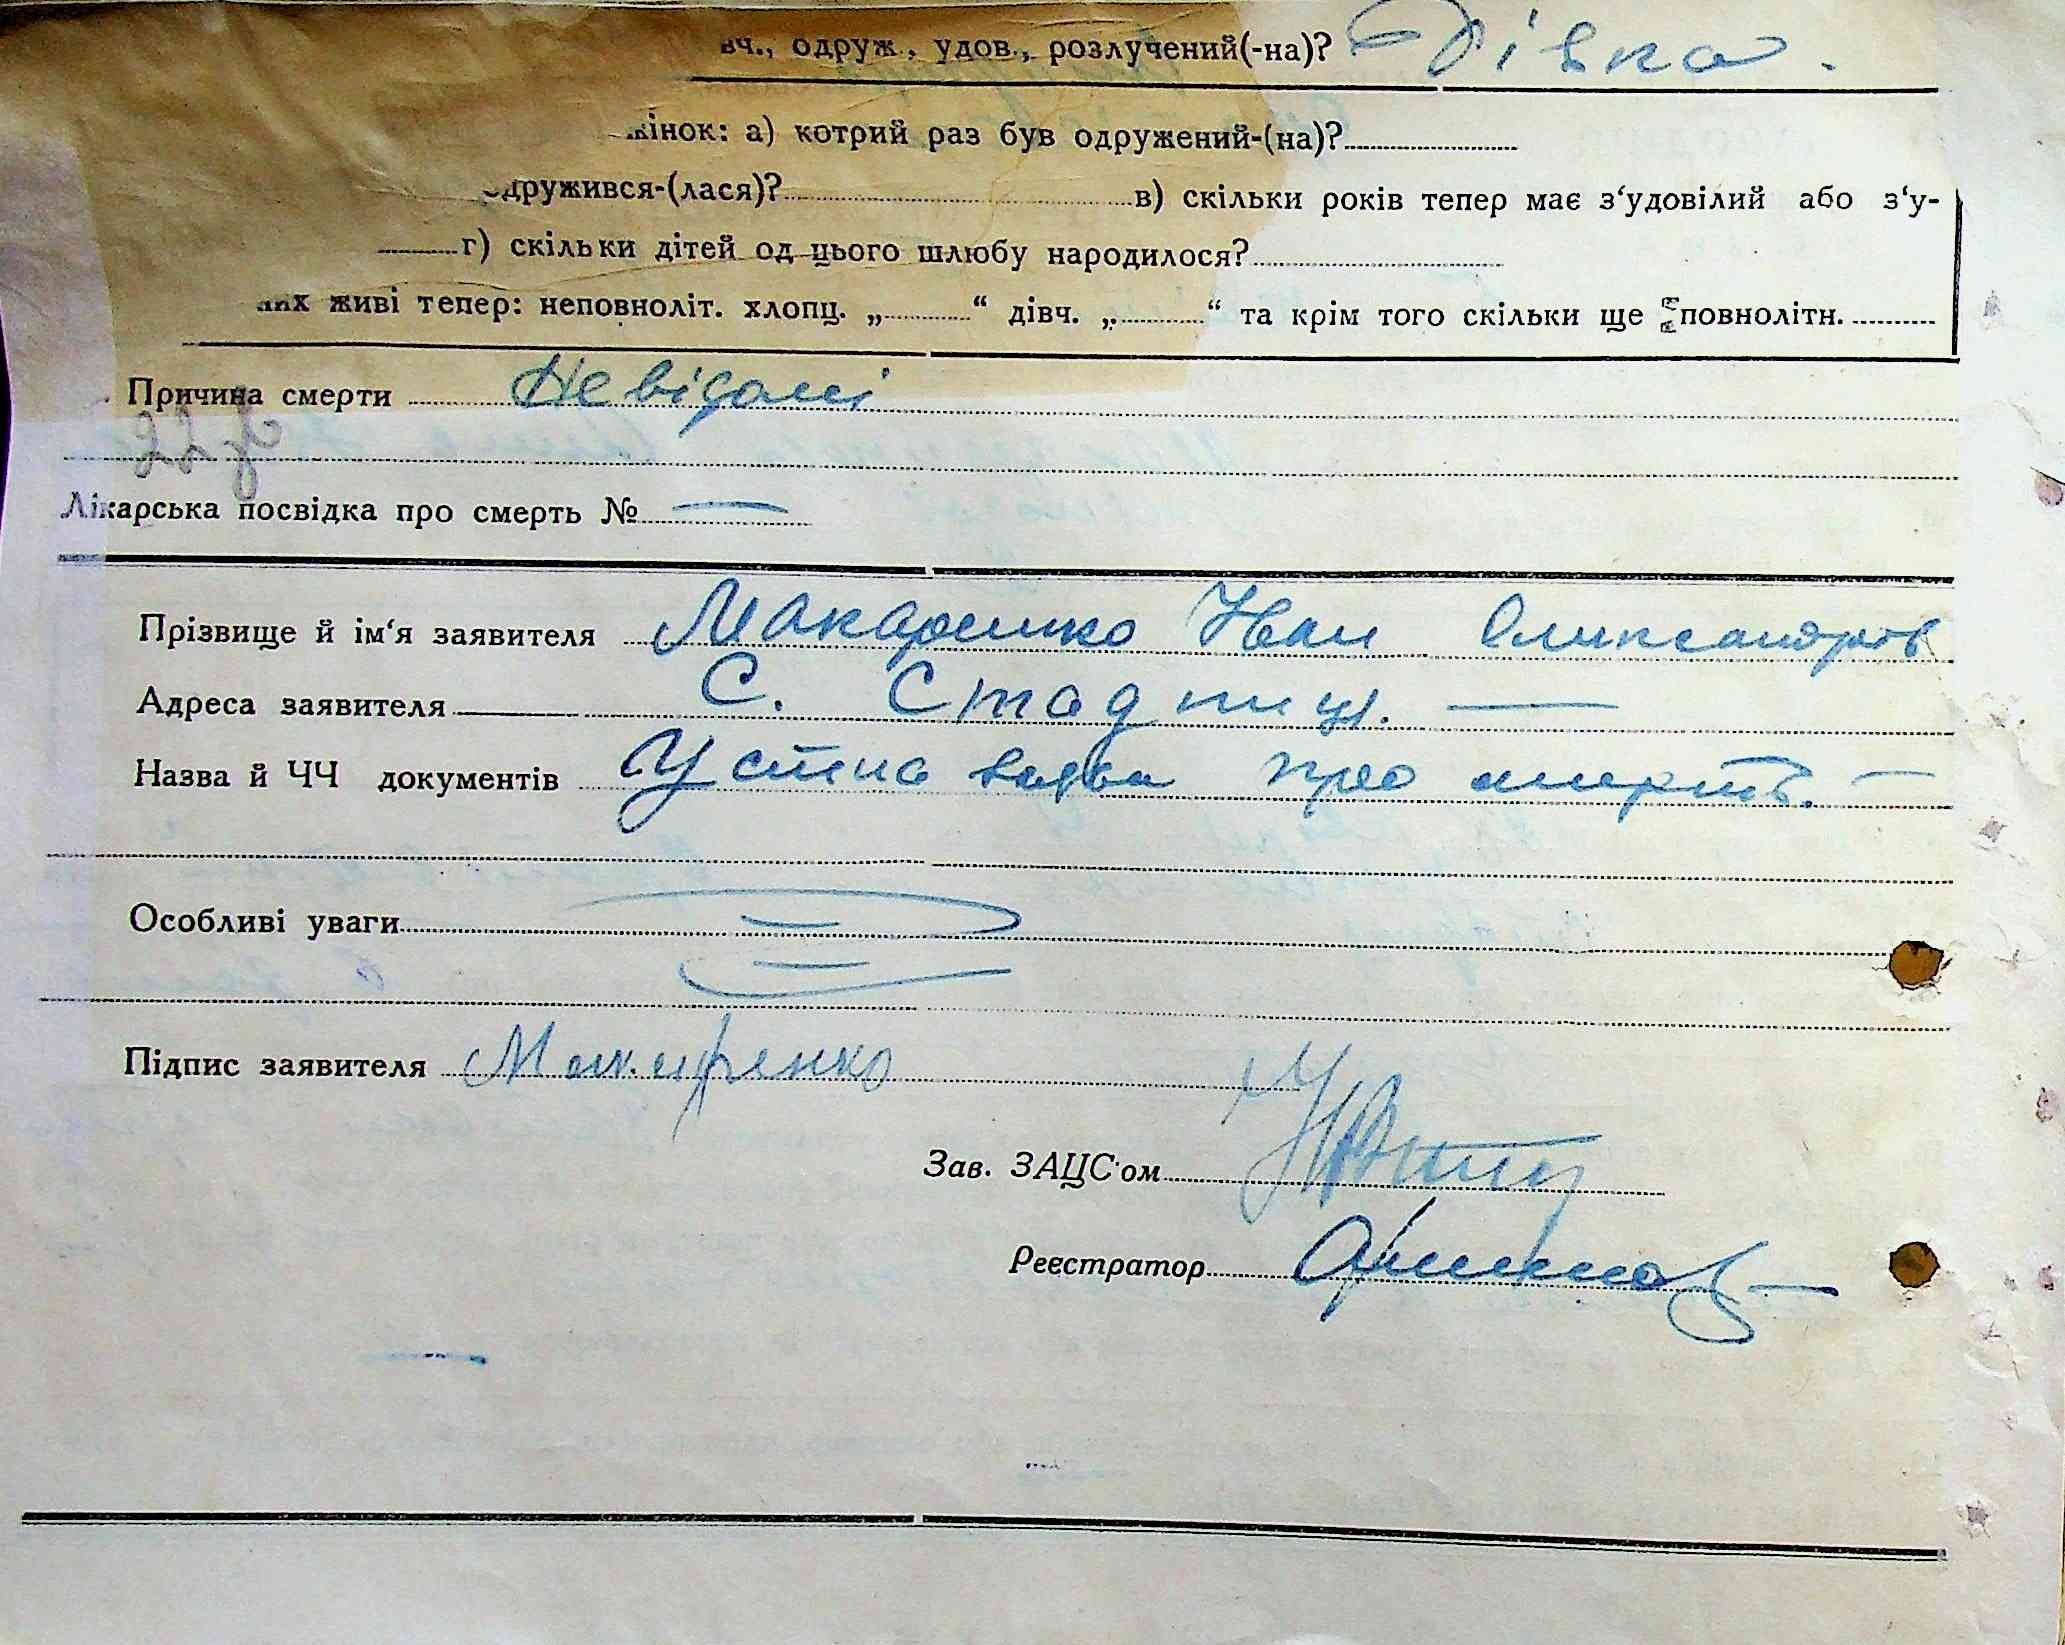 вч., одруж., удов., розлучений(-на)? Дівка.
жінок: а) котрий раз був одружений-(на)?
одружився-(лася)? в) скільки років тепер має з‘удовілий або з‘у-
г) скільки дітей од цього шлюбу народилося?
них живі тепер: неповноліт. хлопц. „ “ дівч. „ “ та крім того скільки ще повнолітн.
Причина смерти Невідомі
Лікарська посвідка про смерть № —
Прізвище й ім‘я заявителя Макаренко Иван Олександров
Адреса заявителя С. Стадниця. —
Назва й ЧЧ документів Устна заява про смерть. —
Особливі уваги
Підпис заявителя Макаренко
Зав. ЗАЦС‘ом
Реєстратор